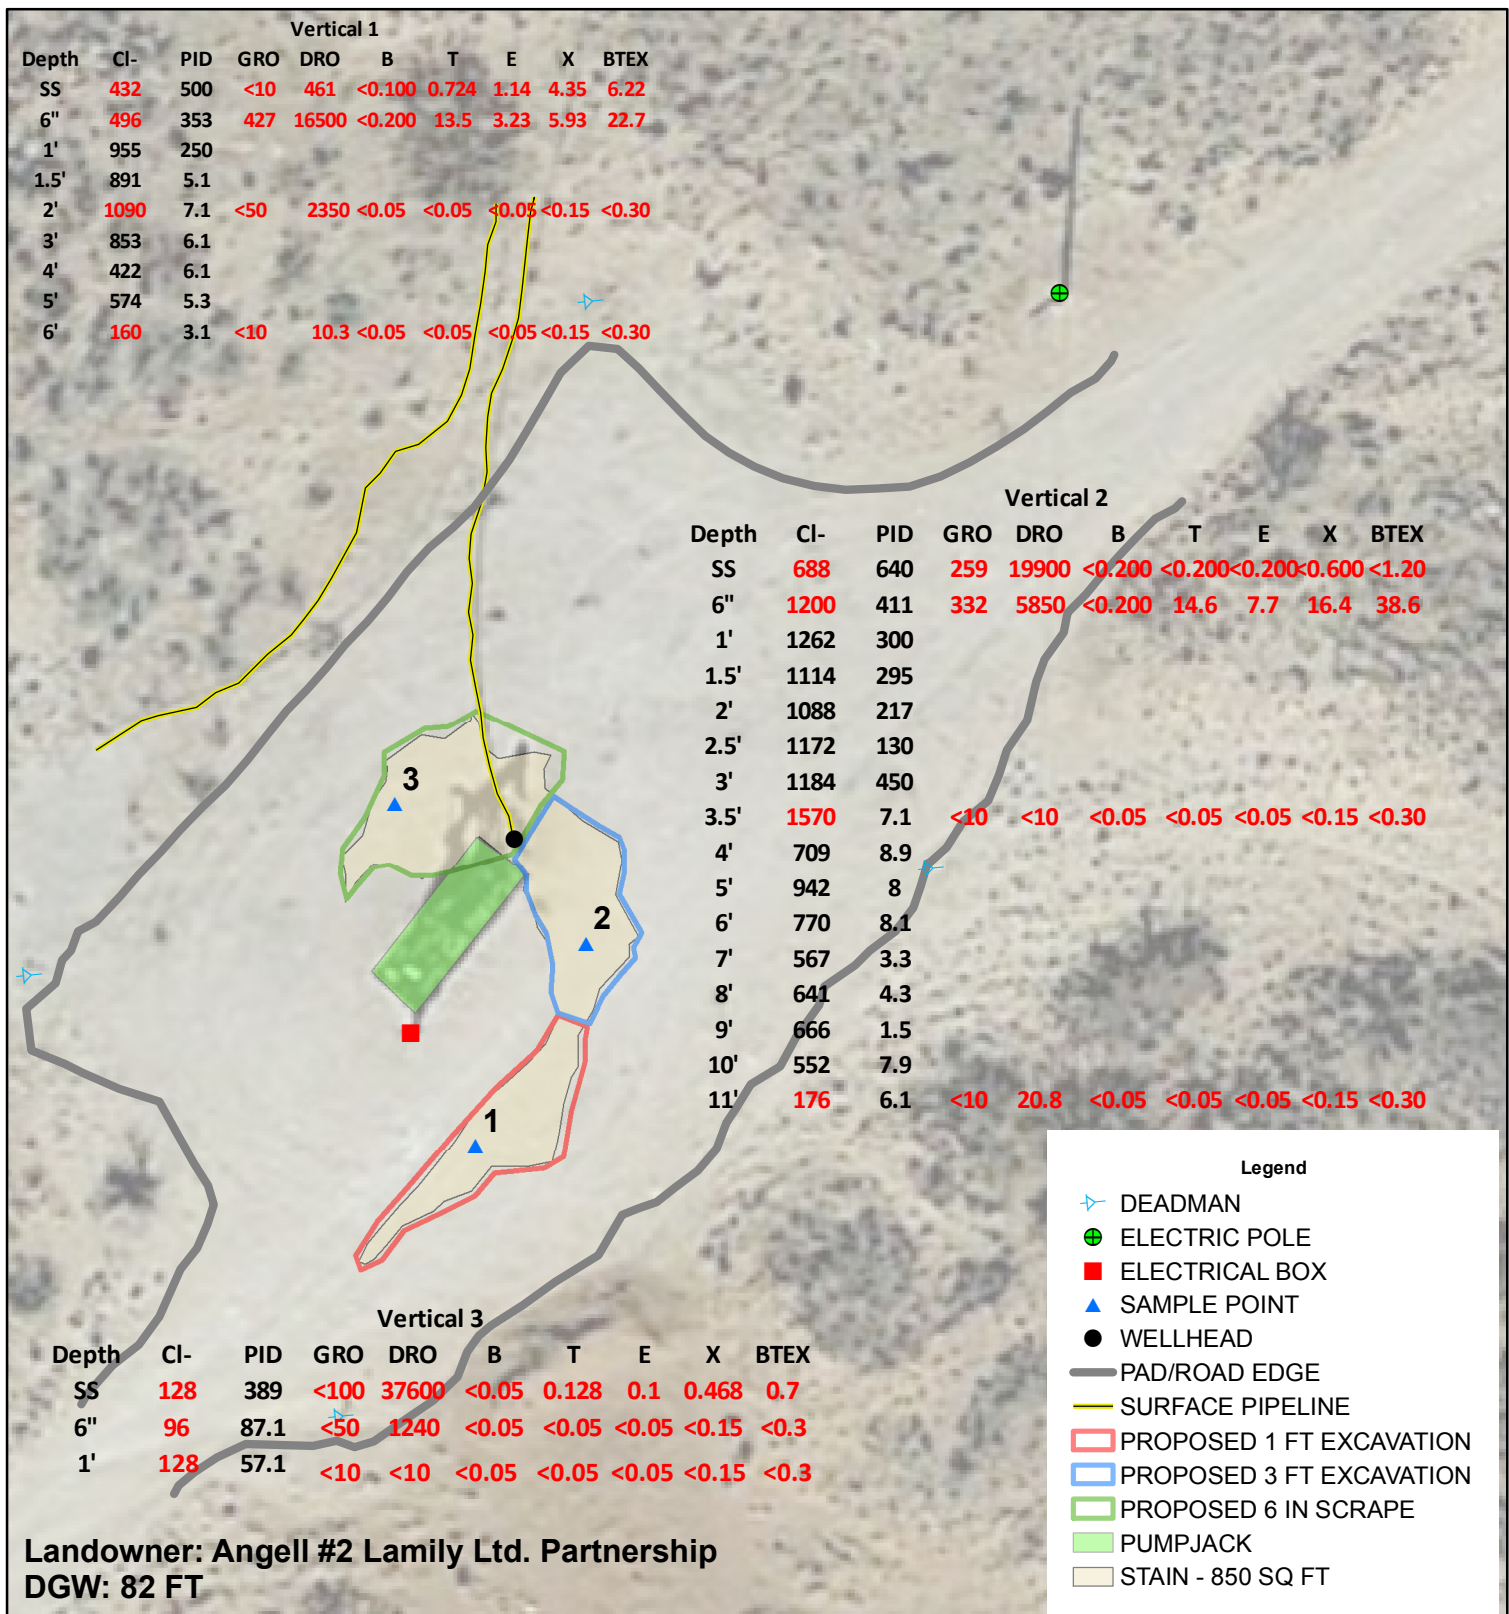 Vertical 1
Depth Cl- PID GRO DRO B T E X BTEX
SS 432 500 <10 461 <0.100 0.724 1.14 4.35 6.22
6" 496 353 427 16500 <0.200 13.5 3.23 5.93 22.7
1' 955 250
1.5' 891 5.1
2' 1090 7.1 <50 2350 <0.05 <0.05 <0.05 <0.15 <0.30
3' 853 6.1
4' 422 6.1
5' 574 5.3
6' 160 3.1 <10 10.3 <0.05 <0.05 <0.05 <0.15 <0.30
Vertical 2
Depth Cl- PID GRO DRO B T E X BTEX
SS 688 640 259 19900 <0.200 <0.200 <0.200 <0.600 <1.20
6" 1200 411 332 5850 <0.200 14.6 7.7 16.4 38.6
1' 1262 300
1.5' 1114 295
2' 1088 217
2.5' 1172 130
3' 1184 450
3.5' 1570 7.1 <10 <10 <0.05 <0.05 <0.05 <0.15 <0.30
4' 709 8.9
5' 942 8
6' 770 8.1
7' 567 3.3
8' 641 4.3
9' 666 1.5
10' 552 7.9
11' 176 6.1 <10 20.8 <0.05 <0.05 <0.05 <0.15 <0.30
3
2
1
Vertical 3
Depth Cl- PID GRO DRO B T E X BTEX
SS 128 389 <100 37600 <0.05 0.128 0.1 0.468 0.7
6" 96 87.1 <50 1240 <0.05 <0.05 <0.05 <0.15 <0.3
1' 128 57.1 <10 <10 <0.05 <0.05 <0.05 <0.15 <0.3
Landowner: Angell #2 Lamily Ltd. Partnership
DGW: 82 FT
Legend
DEADMAN
ELECTRIC POLE
ELECTRICAL BOX
SAMPLE POINT
WELLHEAD
PAD/ROAD EDGE
SURFACE PIPELINE
PROPOSED 1 FT EXCAVATION
PROPOSED 3 FT EXCAVATION
PROPOSED 6 IN SCRAPE
PUMPJACK
STAIN - 850 SQ FT